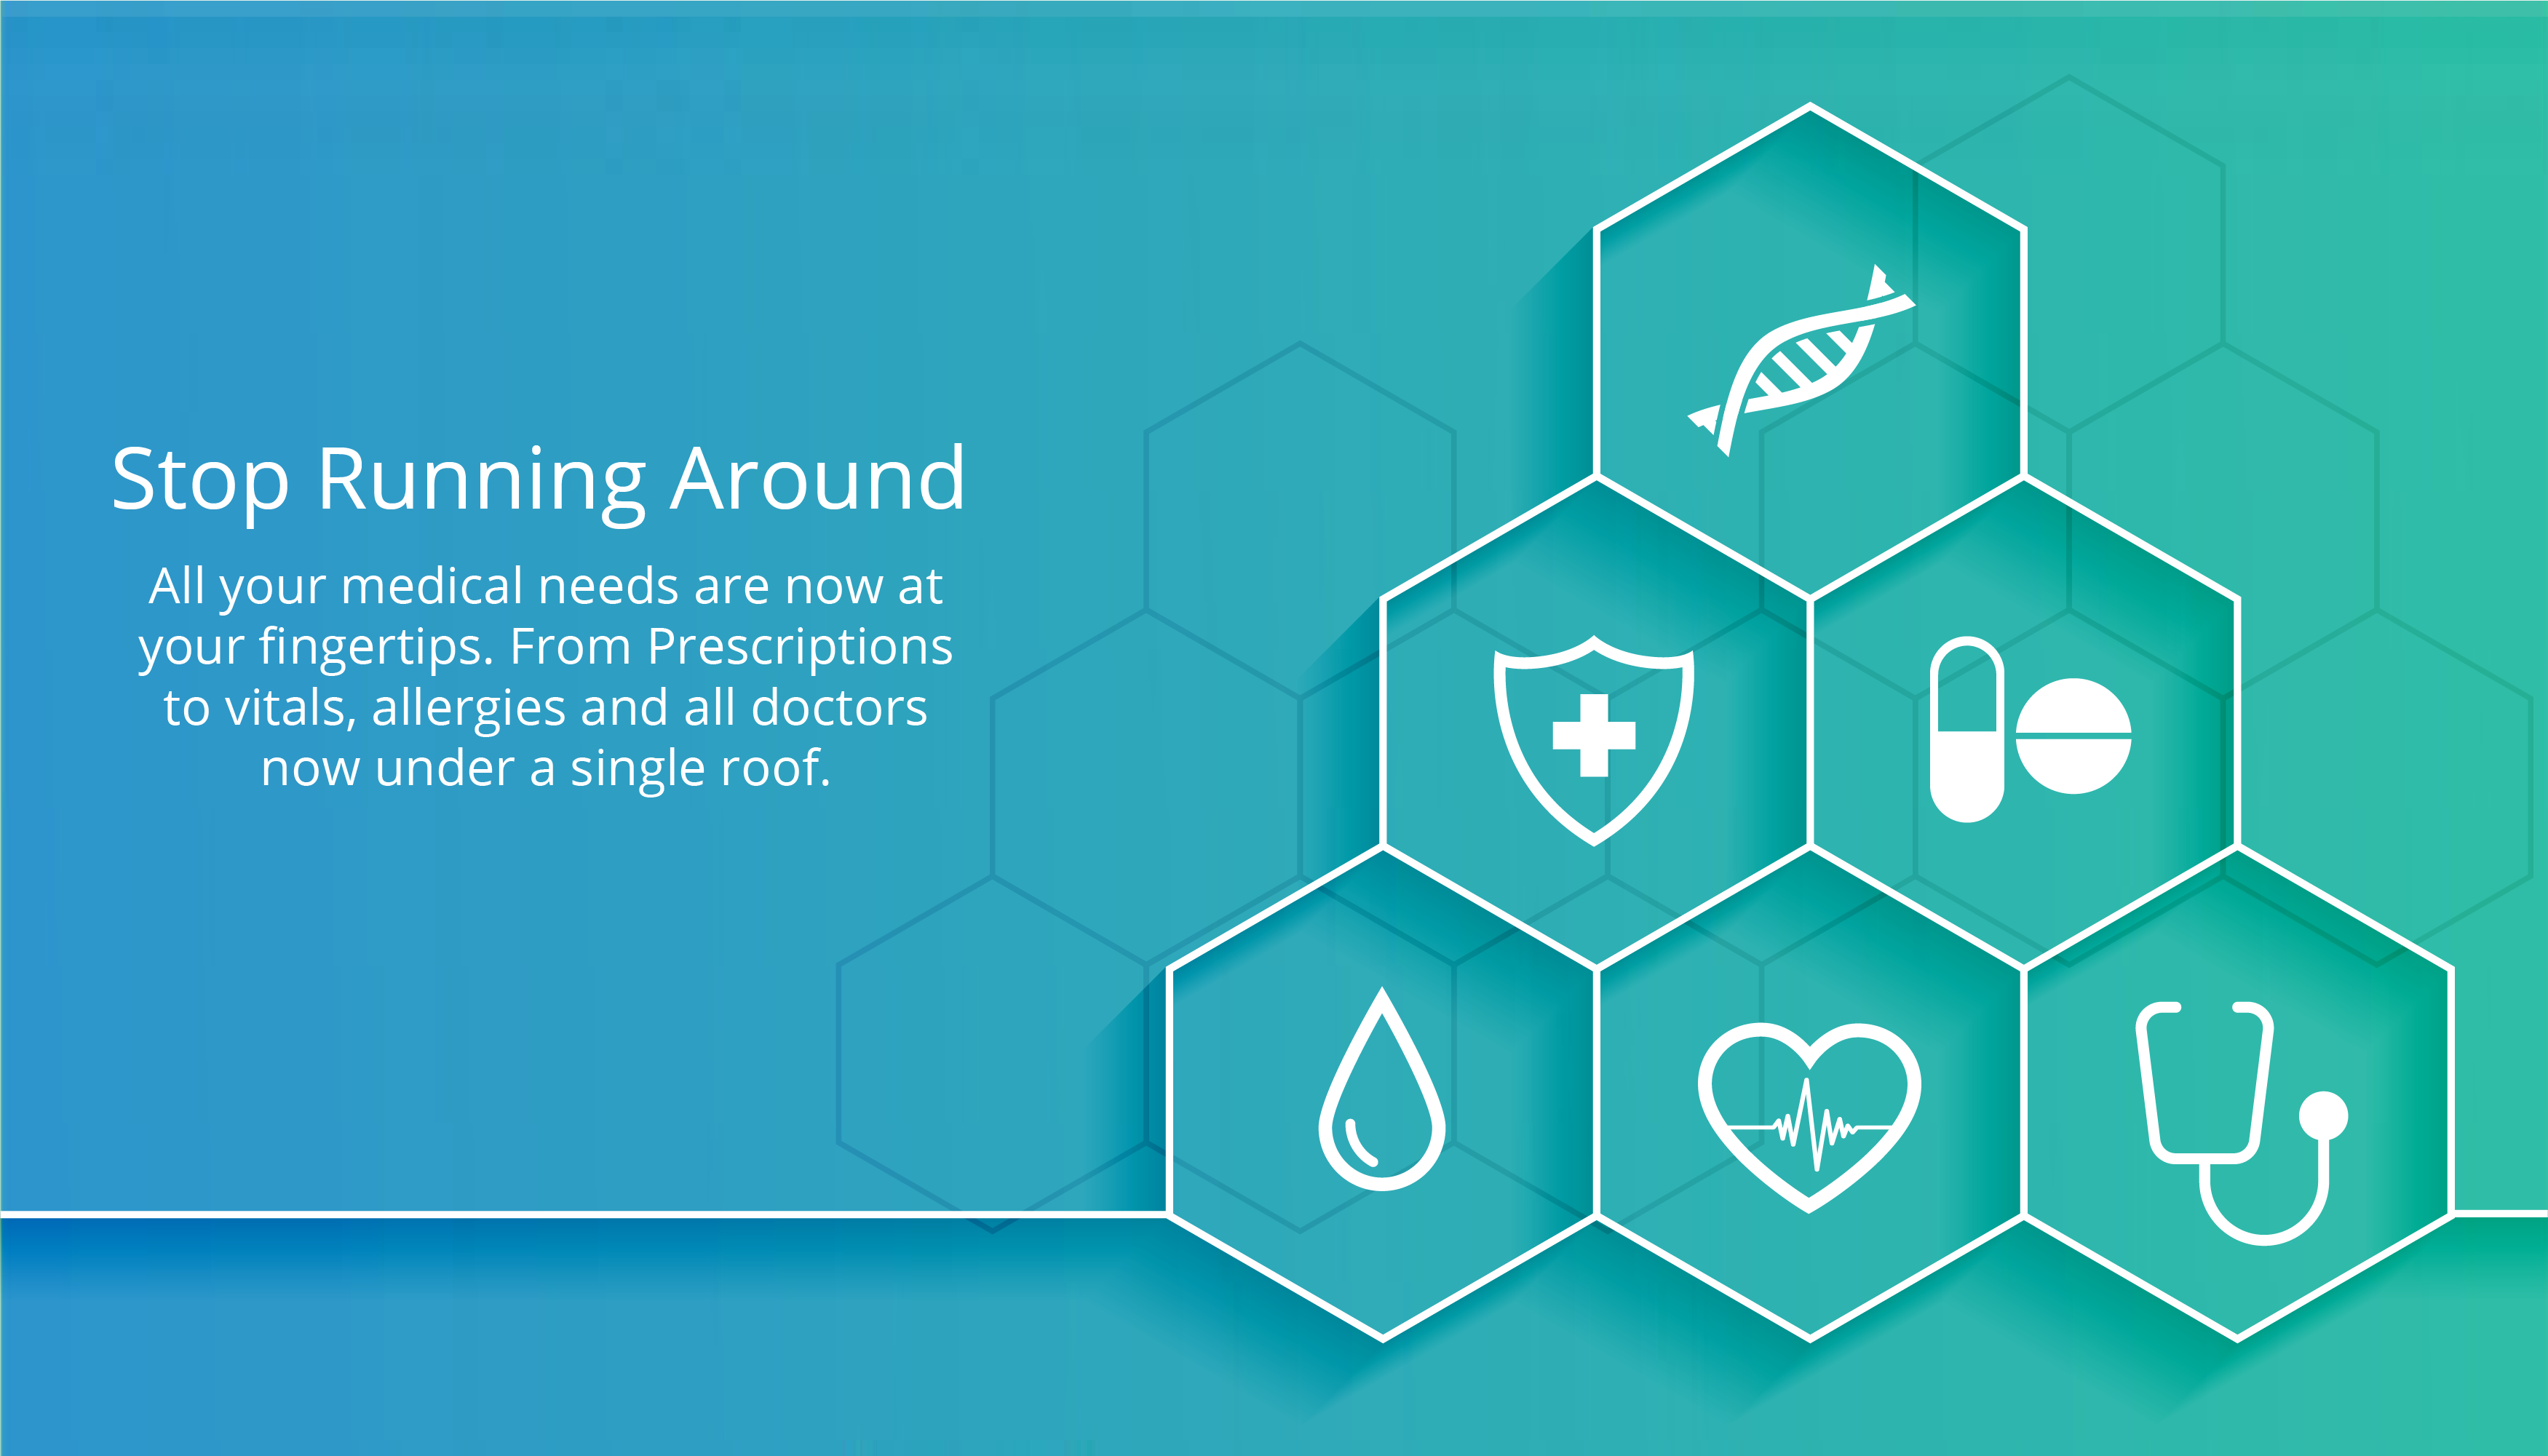 Stop Running Around
All your medical needs are now at
your fingertips. From Prescriptions
to vitals, allergies and all doctors
now under a single roof.